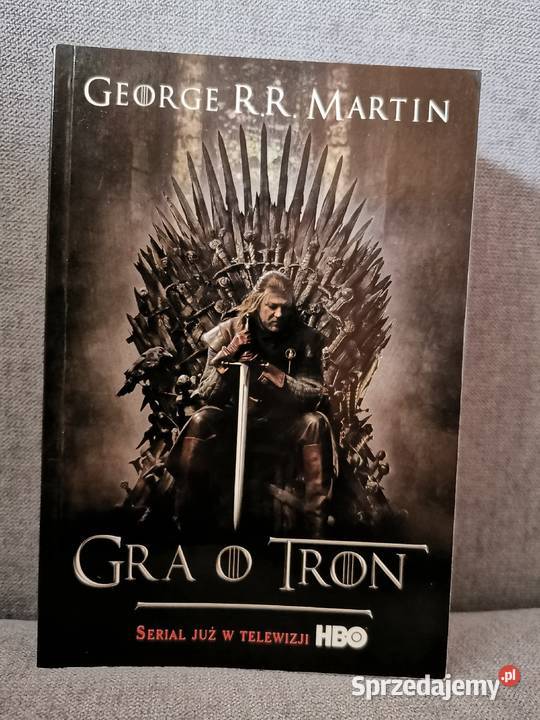 GEORGE R.R. MARTIN
GRA O TRON
SERIAL JUŻ W TELEWIZJI HBO
Sprzedajemy.pl